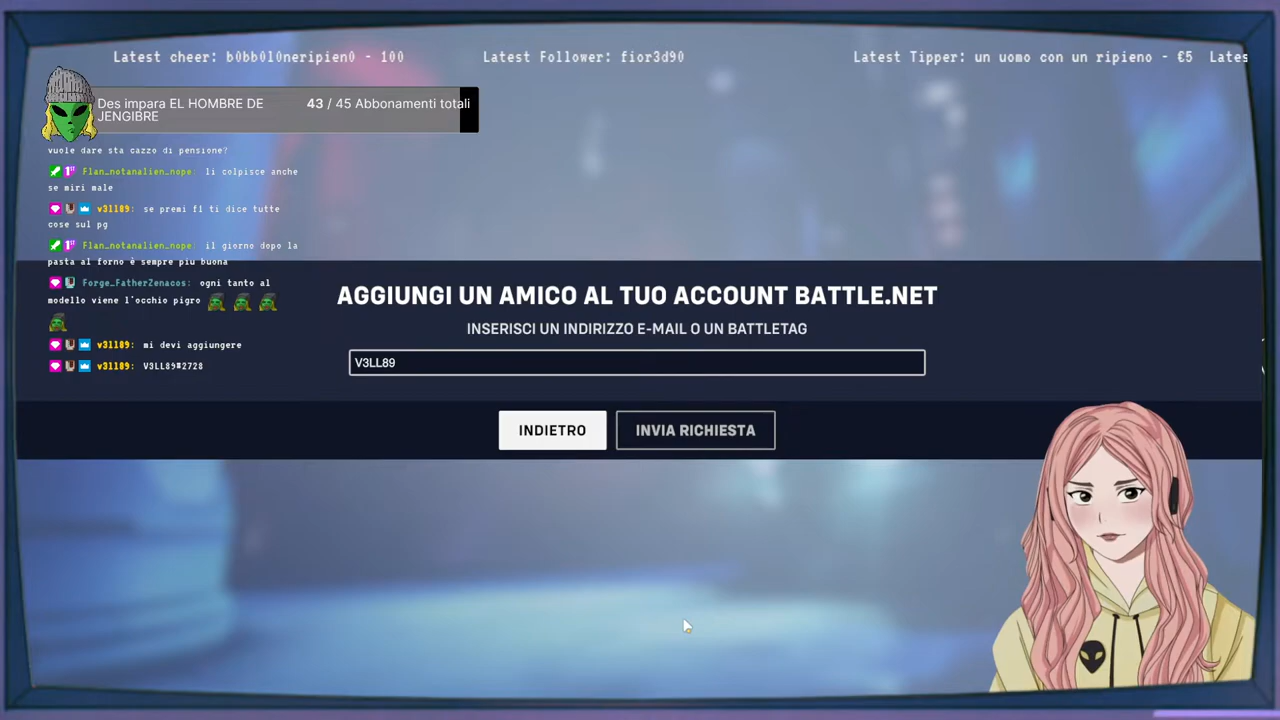 Latest cheer: b0bb0l0neripien0 - 100
Latest Follower: fior3d90
Latest Tipper: un uomo con un ripieno - €5
Lates
Des impara EL HOMBRE DE JENGIBRE
43 / 45 Abbonamenti totali
vuole dare sta cazzo di pensione?
Flan_notanalien_nope: li colpisce anche
se miri male
v3ll89: se premi f1 ti dice tutte
cose sul pg
Flan_notanalien_nope: il giorno dopo la
pasta al forno è sempre più buona
Forge_FatherZenacos: ogni tanto al
modello viene l'occhio pigro
v3ll89: mi devi aggiungere
v3ll89: V3LL89#2728
AGGIUNGI UN AMICO AL TUO ACCOUNT BATTLE.NET
INSERISCI UN INDIRIZZO E-MAIL O UN BATTLETAG
V3LL89
INDIETRO
INVIA RICHIESTA